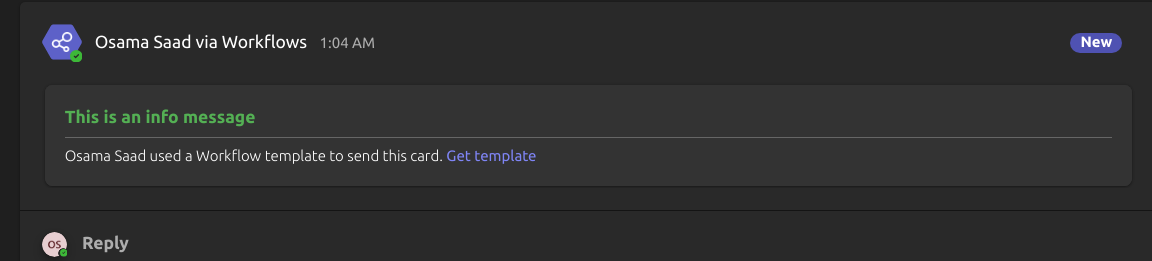 Osama Saad via Workflows 1:04 AM New
This is an info message
Osama Saad used a Workflow template to send this card. Get template
OS Reply